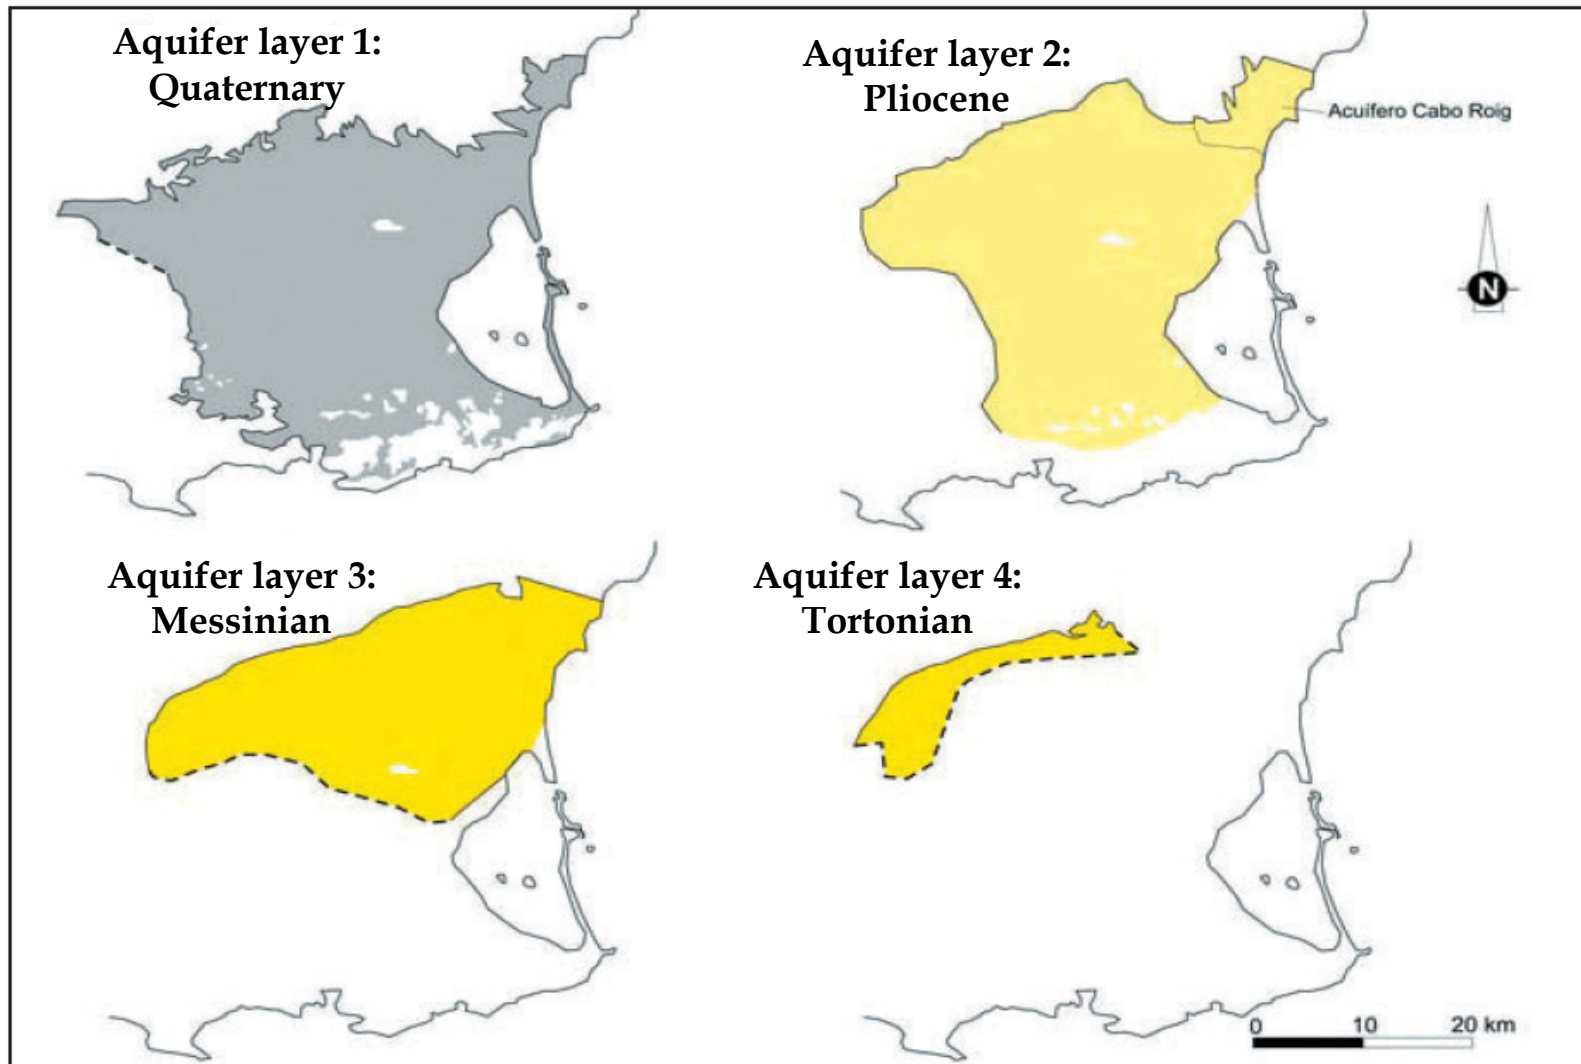 Aquifer layer 1:
Quaternary
Aquifer layer 2:
Pliocene
Acuífero Cabo Roig
N
Aquifer layer 3:
Messinian
Aquifer layer 4:
Tortonian
0 10 20 km